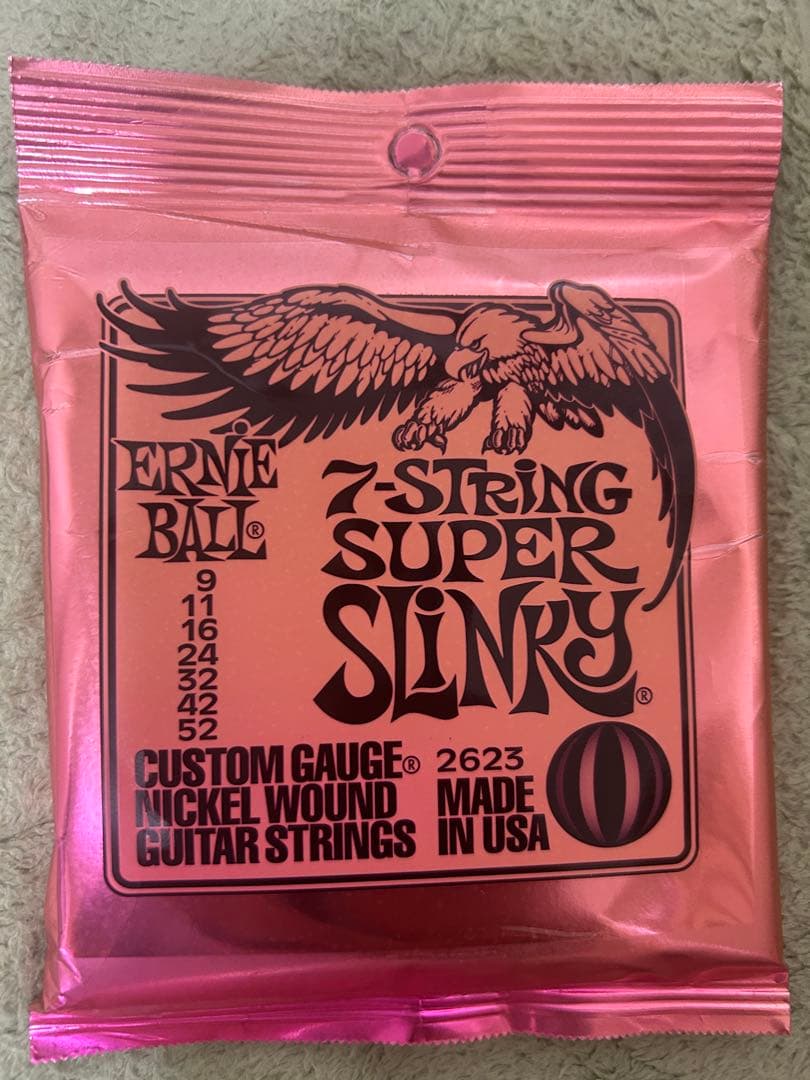 ERNiE
BALL®
7-STRiNG
SUPER
SLiNKY®
9
11
16
24
32
42
52
CUSTOM GAUGE®
NICKEL WOUND
GUITAR STRINGS
2623
MADE
IN USA